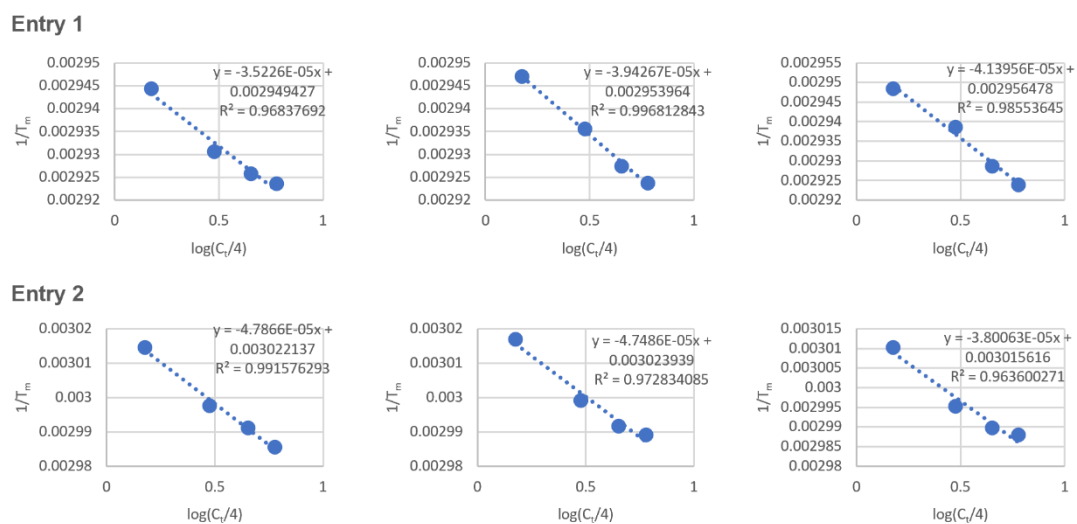 Entry 1
0.00295
0.002945
0.00294
0.002935
0.00293
0.002925
0.00292
1/Tm
y = -3.5226E-05x +
0.002949427
R² = 0.96837692
0
0.5
1
log(Ct/4)
0.00295
0.002945
0.00294
0.002935
0.00293
0.002925
0.00292
1/Tm
y = -3.94267E-05x +
0.002953964
R² = 0.996812843
0
0.5
1
log(Ct/4)
0.002955
0.00295
0.002945
0.00294
0.002935
0.00293
0.002925
0.00292
1/Tm
y = -4.13956E-05x +
0.002956478
R² = 0.98553645
0
0.5
1
log(Ct/4)
Entry 2
0.00302
0.00301
0.003
0.00299
0.00298
1/Tm
y = -4.7866E-05x +
0.003022137
R² = 0.991576293
0
0.5
1
log(Ct/4)
0.00302
0.00301
0.003
0.00299
0.00298
1/Tm
y = -4.7486E-05x +
0.003023939
R² = 0.972834085
0
0.5
1
log(Ct/4)
0.003015
0.00301
0.003005
0.003
0.002995
0.00299
0.002985
0.00298
1/Tm
y = -3.80063E-05x +
0.003015616
R² = 0.963600271
0
0.5
1
log(Ct/4)